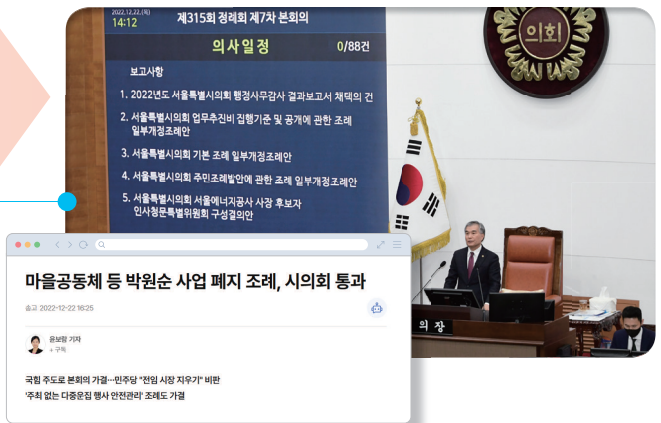 2022.12.22.(목)
14:12
제315회 정례회 제7차 본회의
의사일정
0/88건
보고사항
1. 2022년도 서울특별시의회 행정사무감사 결과보고서 채택의 건
2. 서울특별시의회 업무추진비 집행기준 및 공개에 관한 조례
일부개정조례안
3. 서울특별시의회 기본 조례 일부개정조례안
4. 서울특별시의회 주민조례발안에 관한 조례 일부개정조례안
5. 서울특별시의회 서울에너지공사 사장 후보자
인사청문특별위원회 구성결의안
의회
의 장
마을공동체 등 박원순 사업 폐지 조례, 시의회 통과
송고 2022-12-22 16:25
윤보람 기자
+ 구독
국힘 주도로 본회의 가결…민주당 "전임 시장 지우기" 비판
'주최 없는 다중운집 행사 안전관리' 조례도 가결